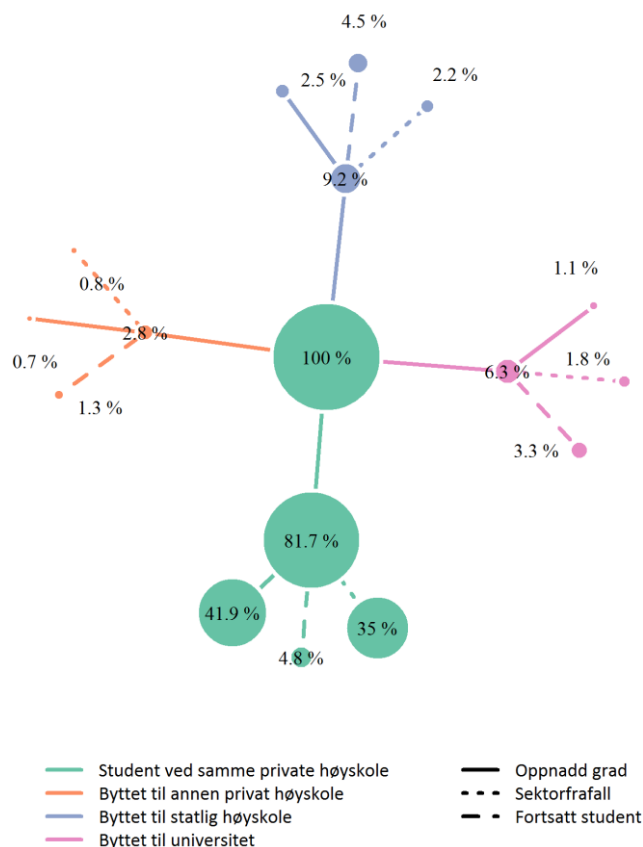 4.5 %
2.5 %
2.2 %
9.2 %
0.8 %
1.1 %
2.8 %
100 %
0.7 %
6.3 %
1.8 %
1.3 %
3.3 %
81.7 %
41.9 %
35 %
4.8 %
Student ved samme private høyskole
Byttet til annen privat høyskole
Byttet til statlig høyskole
Byttet til universitet
Oppnadd grad
Sektorfrafall
Fortsatt student